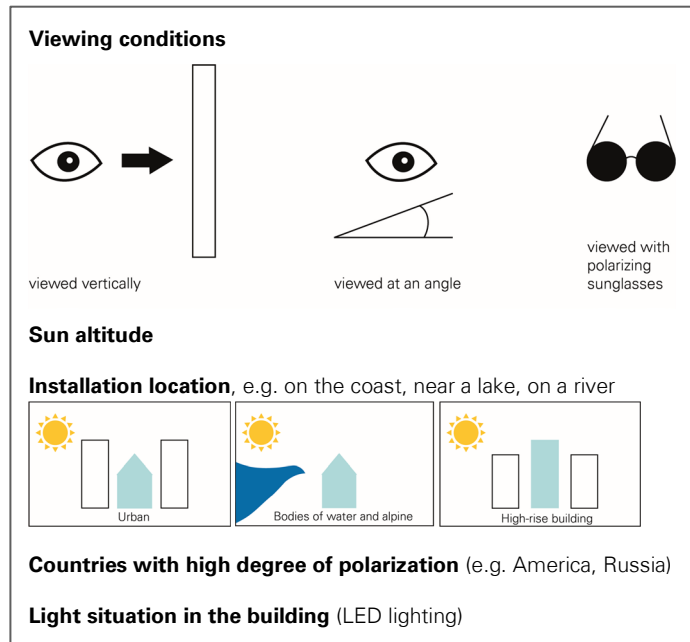 Viewing conditions
viewed vertically
viewed at an angle
viewed with
polarizing
sunglasses
Sun altitude
Installation location, e.g. on the coast, near a lake, on a river
Urban
Bodies of water and alpine
High-rise building
Countries with high degree of polarization (e.g. America, Russia)
Light situation in the building (LED lighting)